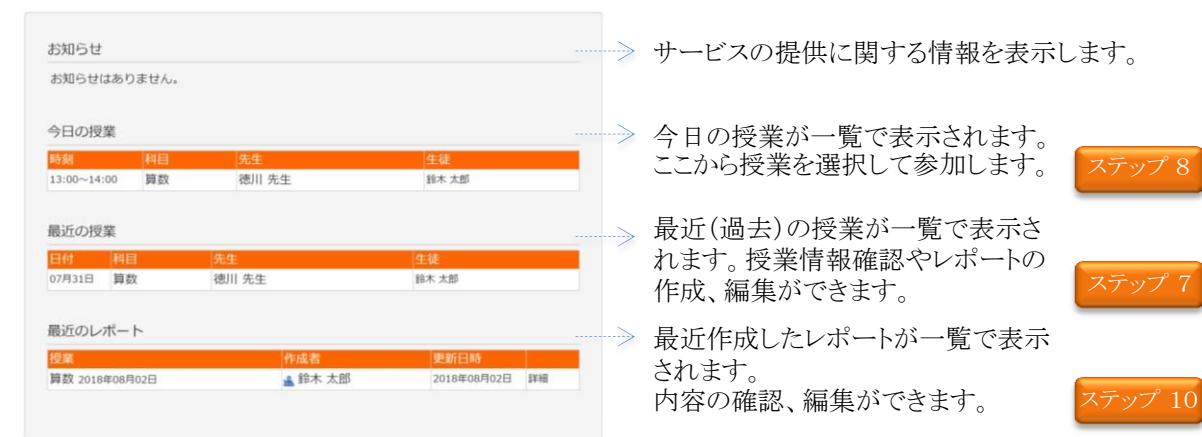 お知らせ
サービスの提供に関する情報を表示します。
お知らせはありません。
今日の授業
今日の授業が一覧で表示されます。
ここから授業を選択して参加します。
ステップ 8
時刻 科目 先生 生徒
13:00～14:00 算数 徳川 先生 鈴木 太郎
最近の授業
最近(過去)の授業が一覧で表示さ
れます。授業情報確認やレポートの
作成、編集ができます。
ステップ 7
日付 科目 先生 生徒
07月31日 算数 徳川 先生 鈴木 太郎
最近のレポート
最近作成したレポートが一覧で表示
されます。
内容の確認、編集ができます。
ステップ 10
授業 作成者 更新日時
算数 2018年08月02日 鈴木 太郎 2018年08月02日 詳細